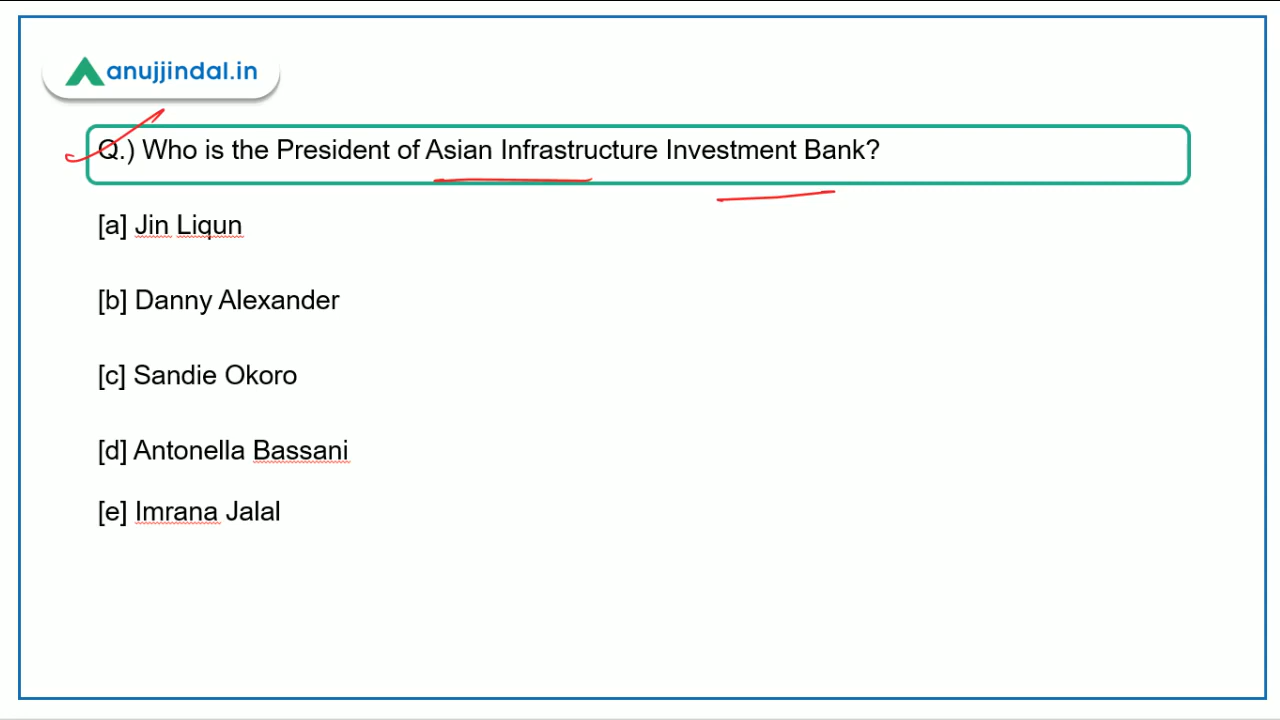 anujjindal.in
Q.) Who is the President of Asian Infrastructure Investment Bank?
[a] Jin Liqun
[b] Danny Alexander
[c] Sandie Okoro
[d] Antonella Bassani
[e] Imrana Jalal